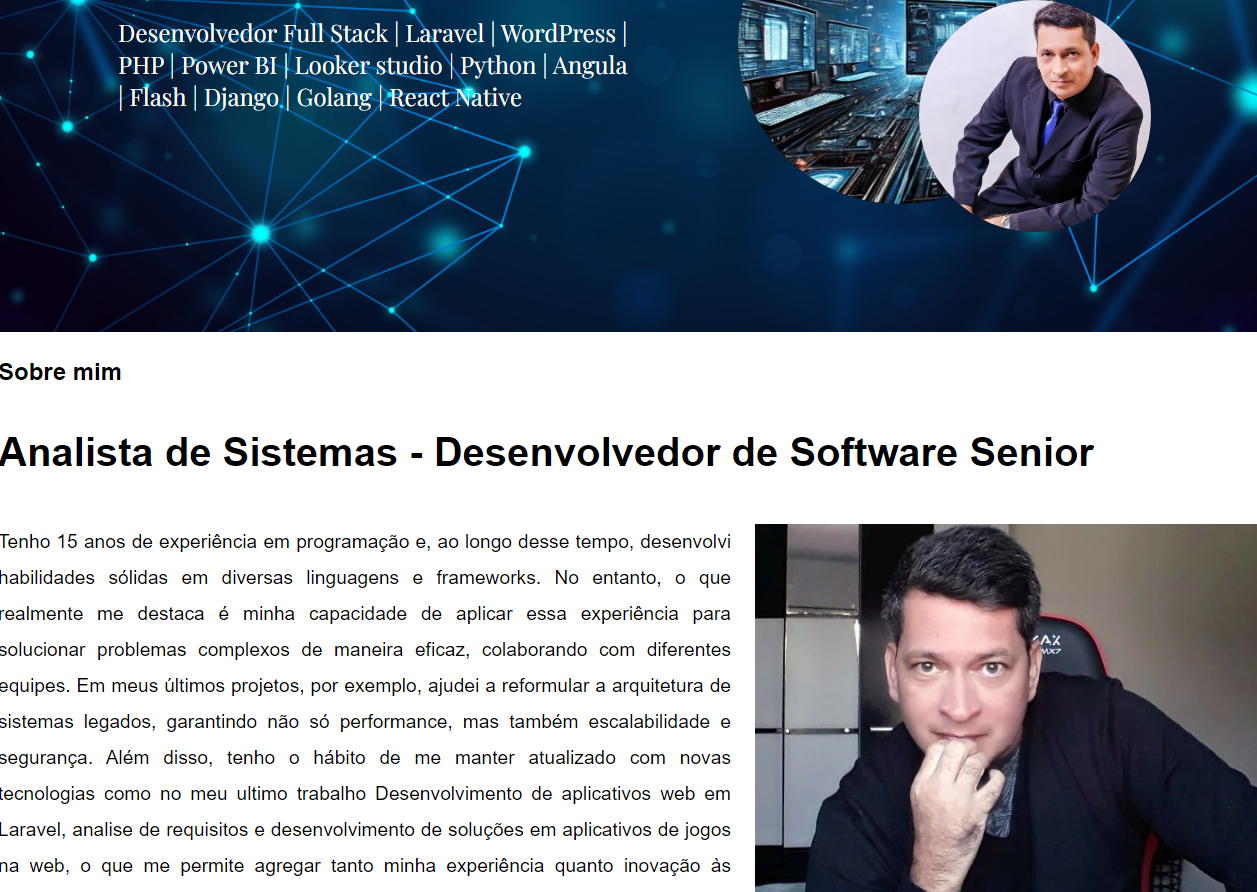 Desenvolvedor Full Stack | Laravel | WordPress |
PHP | Power BI | Looker studio | Python | Angula
| Flash | Django | Golang | React Native
Sobre mim
Analista de Sistemas - Desenvolvedor de Software Senior
Tenho 15 anos de experiência em programação e, ao longo desse tempo, desenvolvi
habilidades sólidas em diversas linguagens e frameworks. No entanto, o que
realmente me destaca é minha capacidade de aplicar essa experiência para
solucionar problemas complexos de maneira eficaz, colaborando com diferentes
equipes. Em meus últimos projetos, por exemplo, ajudei a reformular a arquitetura de
sistemas legados, garantindo não só performance, mas também escalabilidade e
segurança. Além disso, tenho o hábito de me manter atualizado com novas
tecnologias como no meu ultimo trabalho Desenvolvimento de aplicativos web em
Laravel, analise de requisitos e desenvolvimento de soluções em aplicativos de jogos
na web, o que me permite agregar tanto minha experiência quanto inovação às
MX7